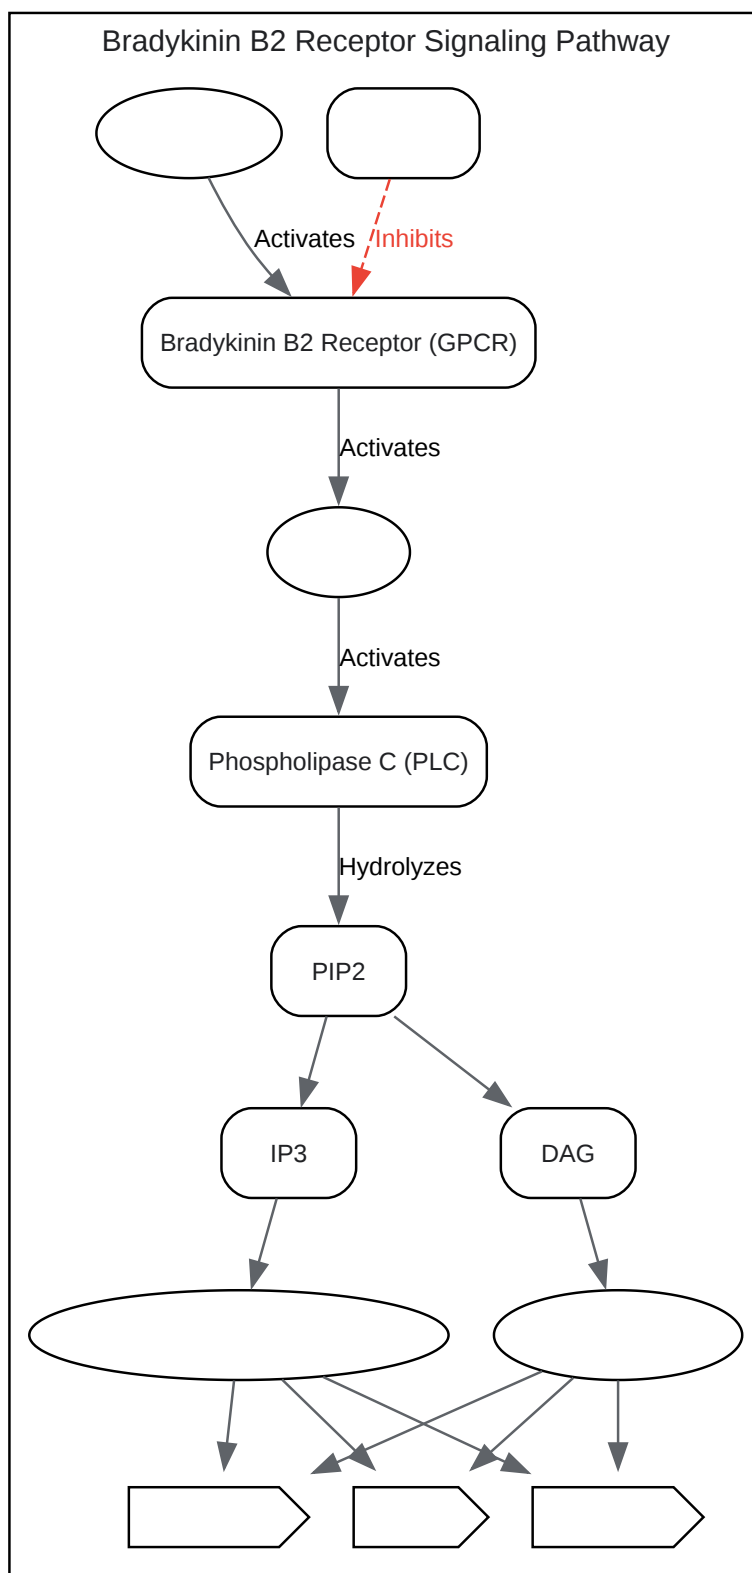 Bradykinin B2 Receptor Signaling Pathway
Activates
Inhibits
Bradykinin B2 Receptor (GPCR)
Activates
Activates
Phospholipase C (PLC)
Hydrolyzes
PIP2
IP3
DAG